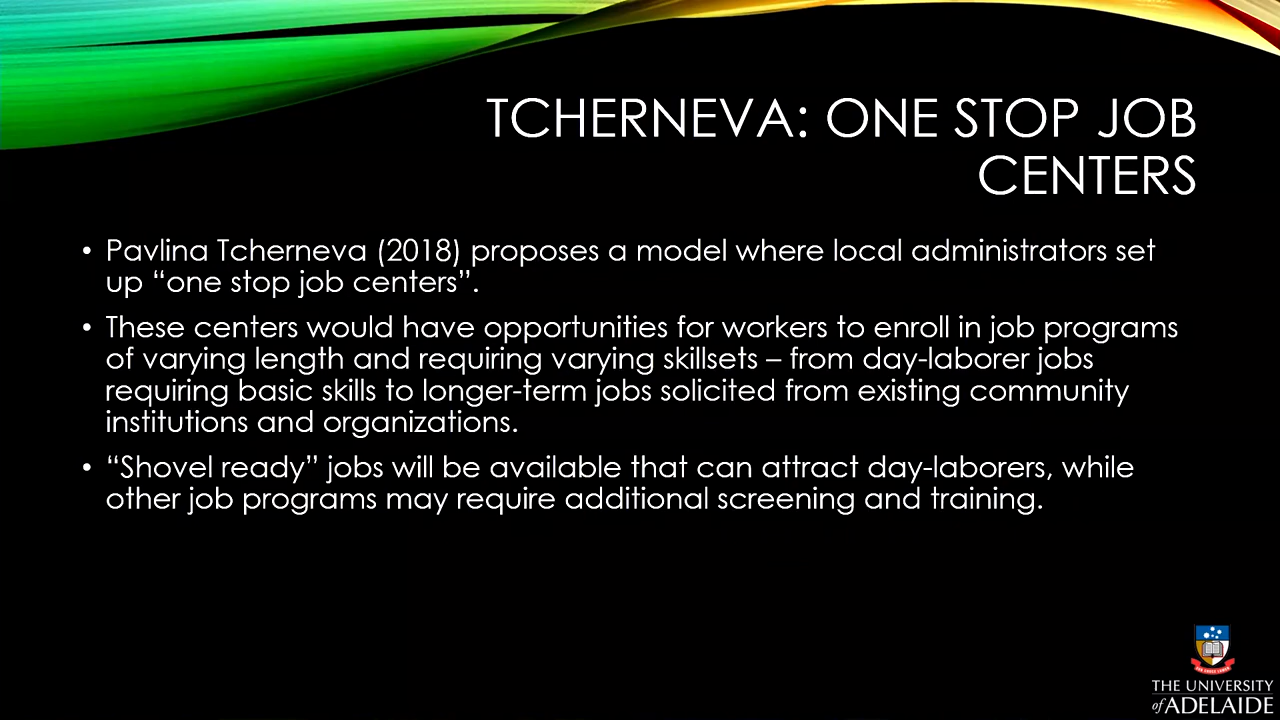 TCHERNEVA: ONE STOP JOB
CENTERS
• Pavlina Tcherneva (2018) proposes a model where local administrators set
up “one stop job centers”.
• These centers would have opportunities for workers to enroll in job programs
of varying length and requiring varying skillsets – from day-laborer jobs
requiring basic skills to longer-term jobs solicited from existing community
institutions and organizations.
• “Shovel ready” jobs will be available that can attract day-laborers, while
other job programs may require additional screening and training.
THE UNIVERSITY
of ADELAIDE